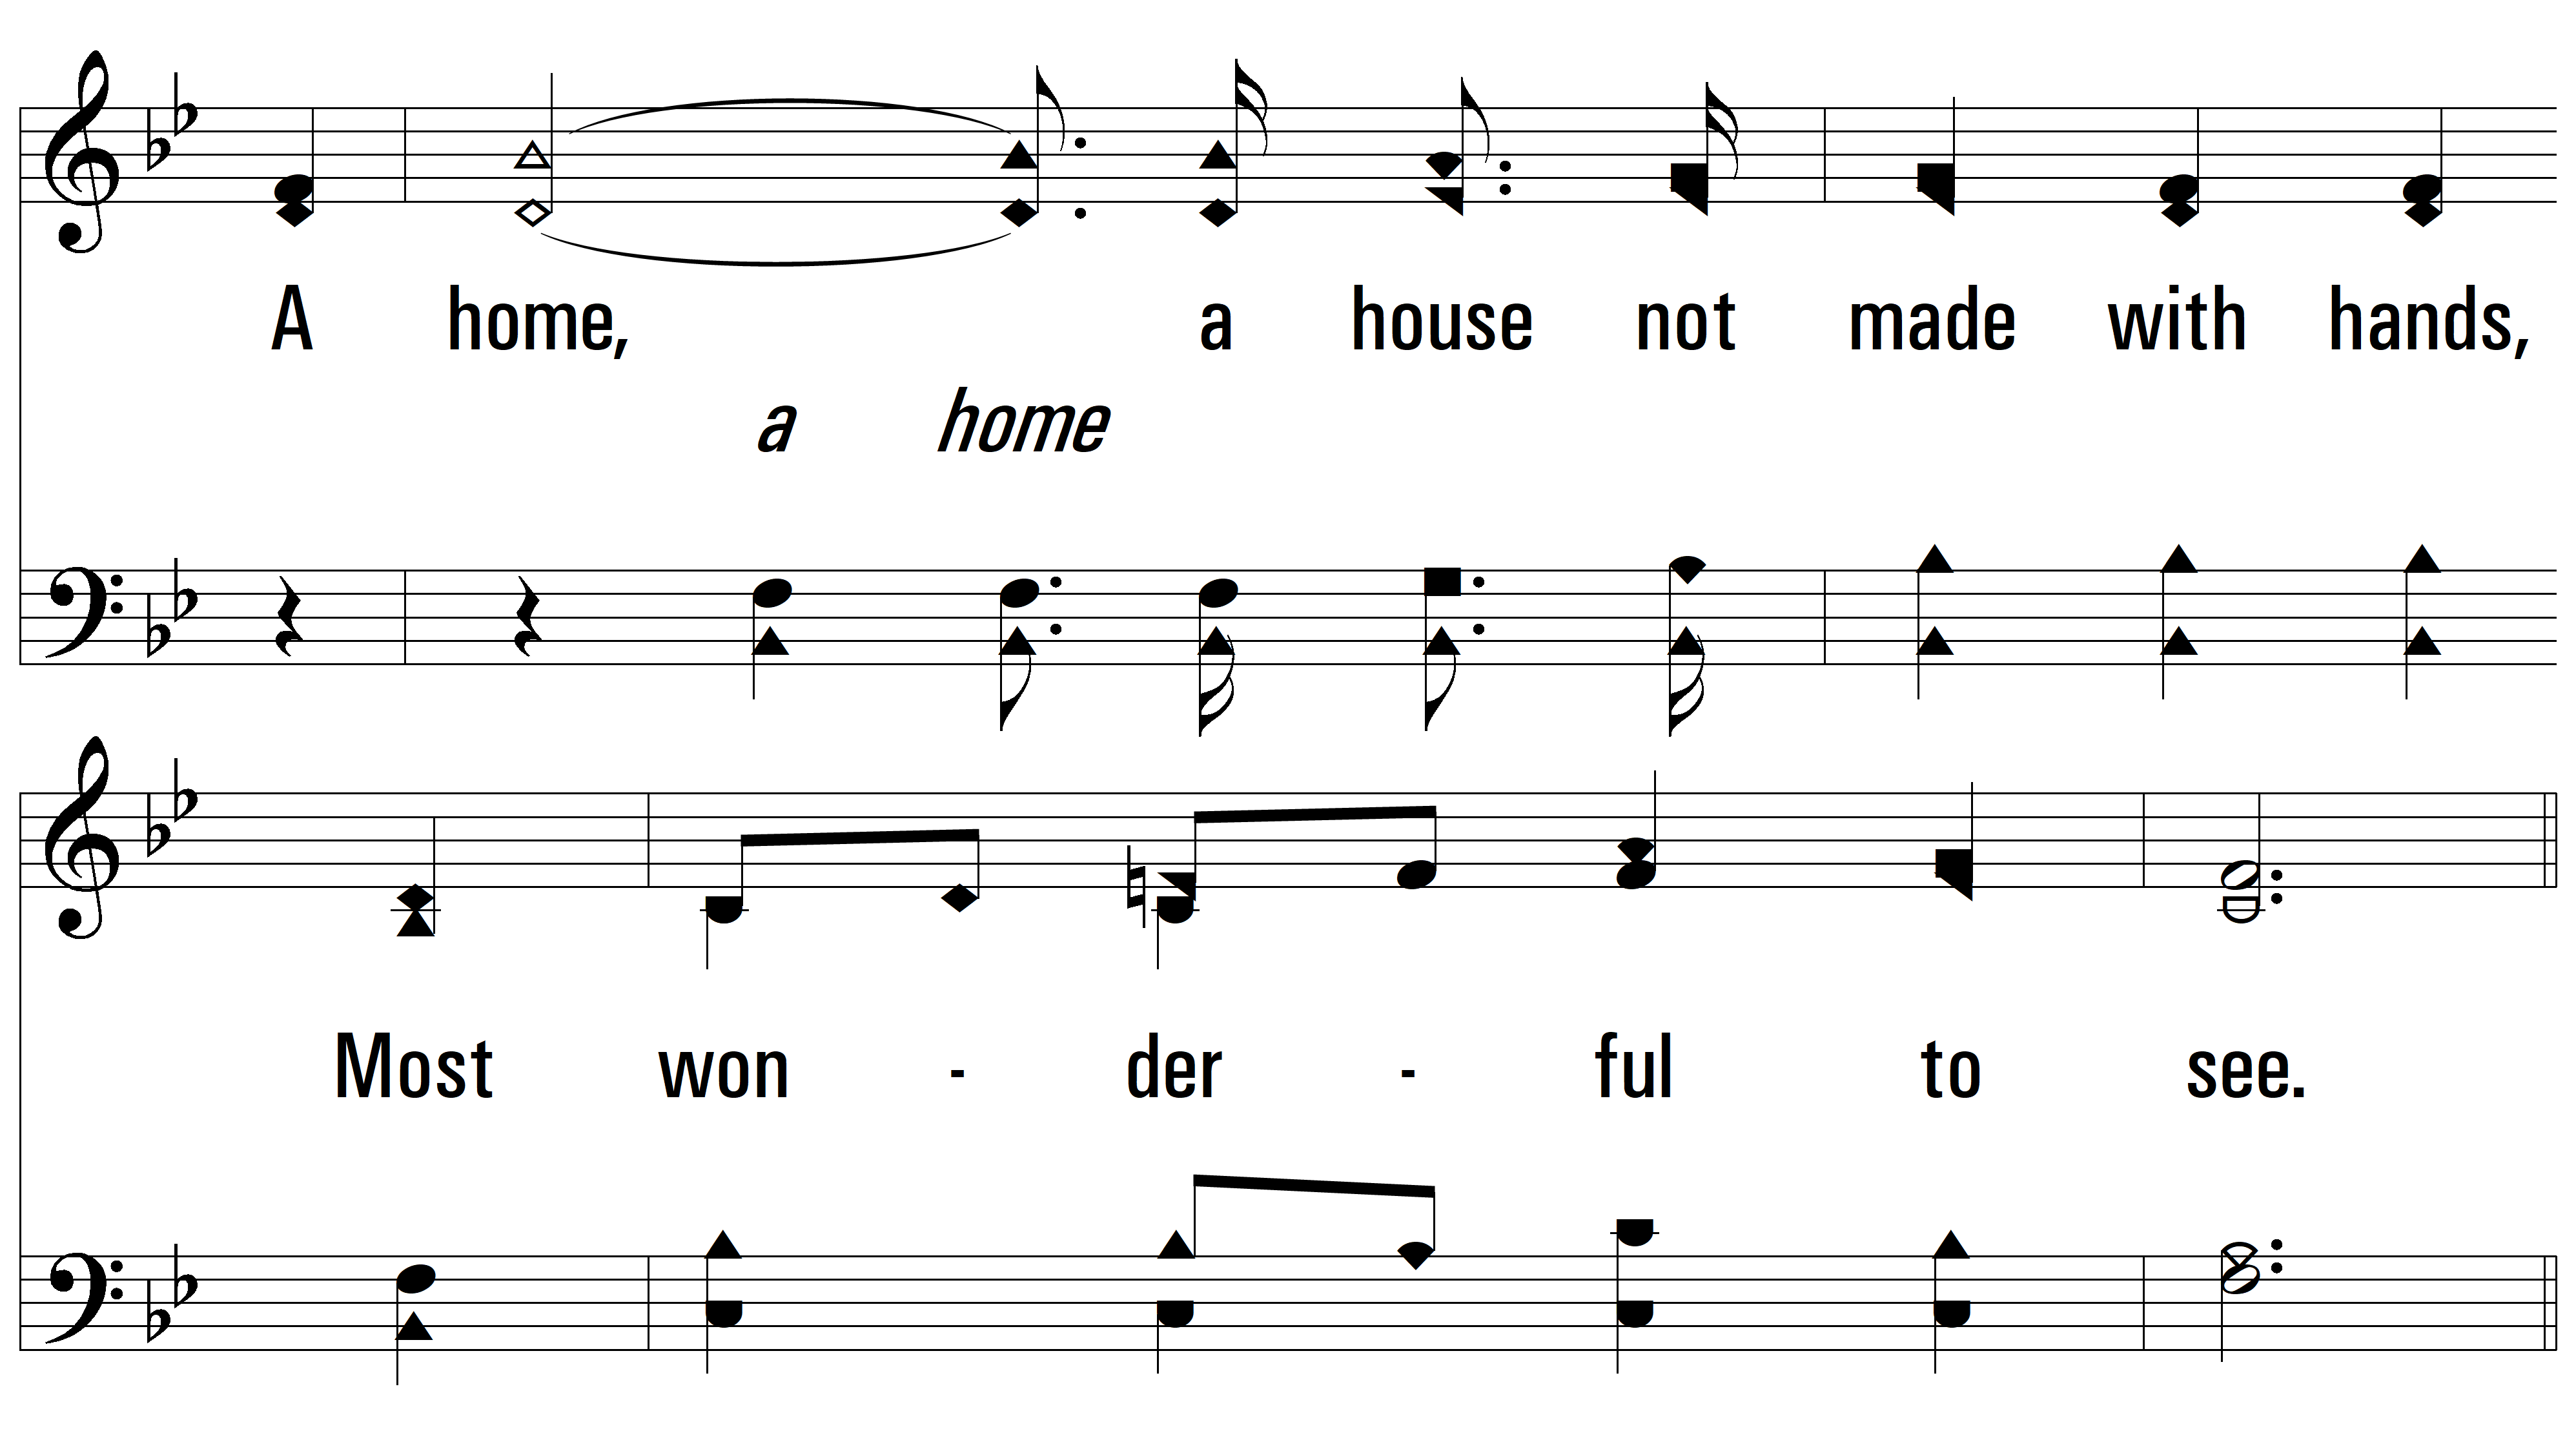 A home, a house not made with hands,
a home
Most won - der - ful to see.